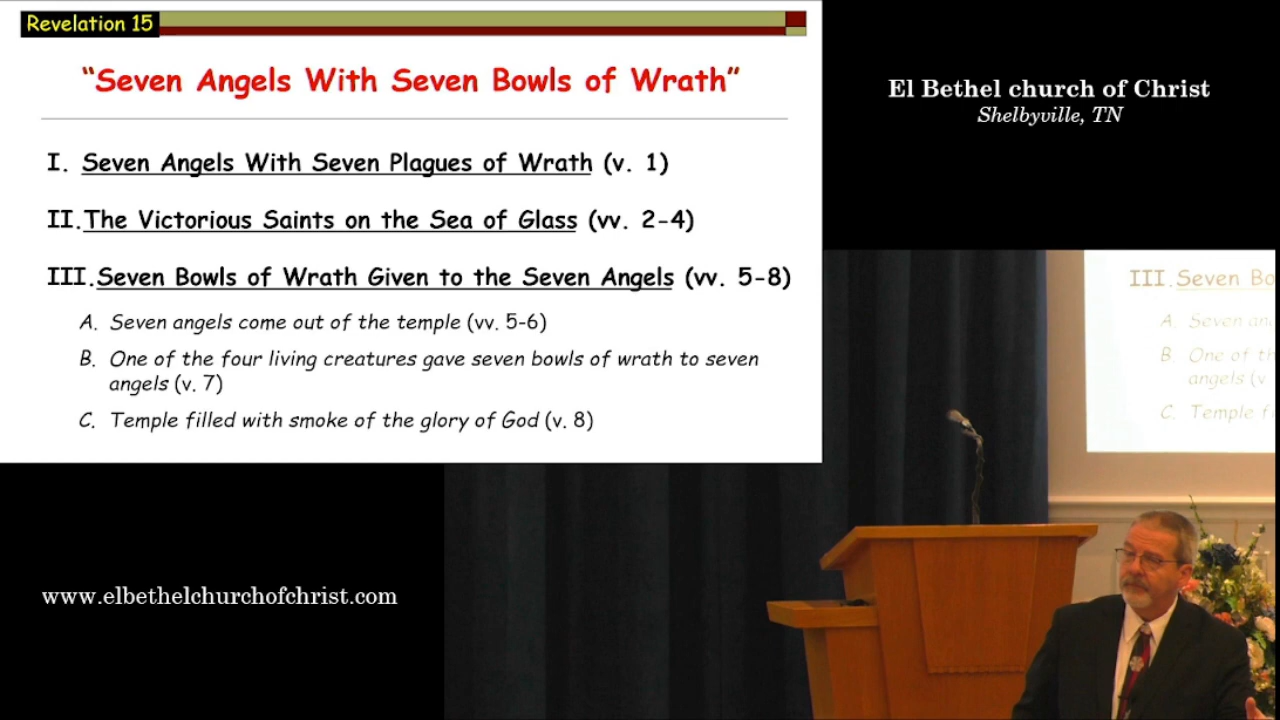 Revelation 15
"Seven Angels With Seven Bowls of Wrath"
I. Seven Angels With Seven Plagues of Wrath (v. 1)
II. The Victorious Saints on the Sea of Glass (vv. 2-4)
III. Seven Bowls of Wrath Given to the Seven Angels (vv. 5-8)
A. Seven angels come out of the temple (vv. 5-6)
B. One of the four living creatures gave seven bowls of wrath to seven
angels (v. 7)
C. Temple filled with smoke of the glory of God (v. 8)
El Bethel church of Christ
Shelbyville, TN
III. Seven Bo
A. Seven an
B. One of th
angels (v
C. Temple f
www.elbethelchurchofchrist.com